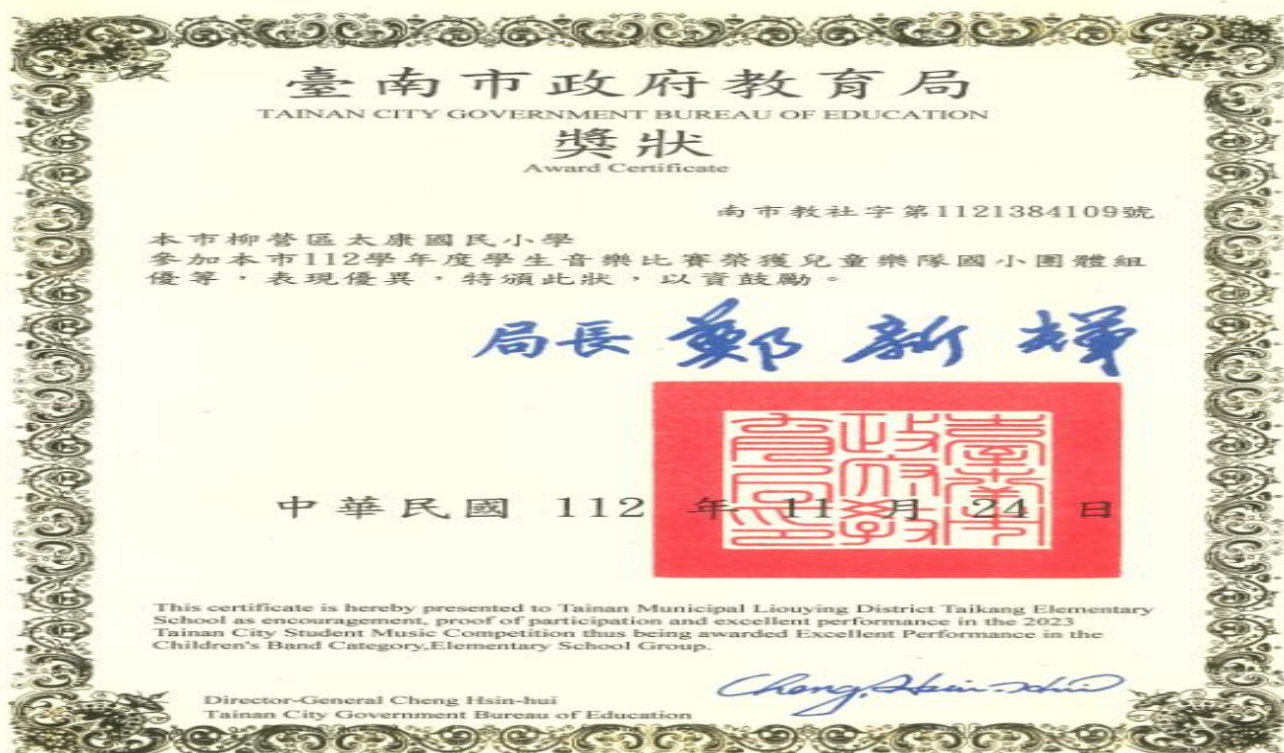 臺南市政府教育局
TAINAN CITY GOVERNMENT BUREAU OF EDUCATION
獎狀
Award Certificate
南市教社字第1121384109號
本市柳營區太康國民小學
參加本市112學年度學生音樂比賽榮獲兒童樂隊國小團體組
優等，表現優異，特頒此狀，以資鼓勵。
局長 鄭新輝
臺南市政府教育局印
中華民國 112 年 11 月 24 日
This certificate is hereby presented to Tainan Municipal Liouying District Taikang Elementary
School as encouragement, proof of participation and excellent performance in the 2023
Tainan City Student Music Competition thus being awarded Excellent Performance in the
Children's Band Category,Elementary School Group.
Cheng, Hsin-hui
Director-General Cheng Hsin-hui
Tainan City Government Bureau of Education